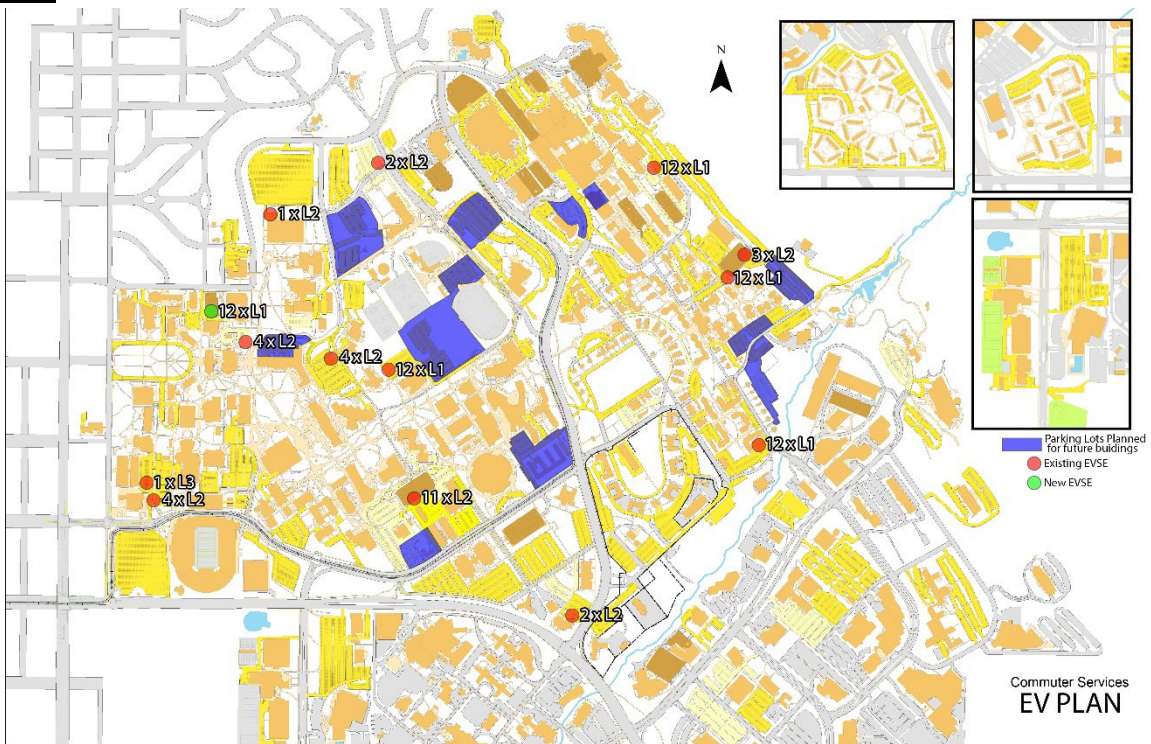 N
2 x L2
12 x L1
1 x L2
3 x L2
12 x L1
12 x L1
4 x L2
4 x L2
12 x L1
12 x L1
1 x L3
4 x L2
11 x L2
2 x L2
Parking Lots Planned
for future buidings
Existing EVSE
New EVSE
Commuter Services
EV PLAN